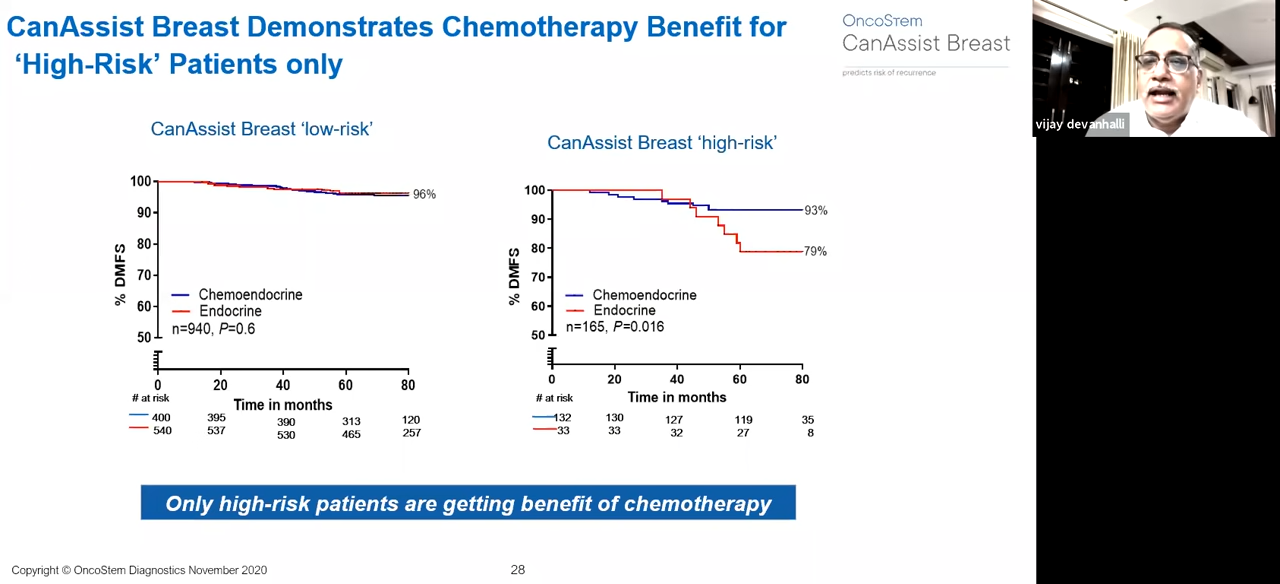 CanAssist Breast Demonstrates Chemotherapy Benefit for
‘High-Risk’ Patients only
OncoSTem
CanAssist Breast
predicts risk of recurrence
vijay devanhalli
CanAssist Breast ‘low-risk’
100
90
80
70
60
50
% DMFS
96%
Chemoendocrine
Endocrine
n=940, P=0.6
0 20 40 60 80
Time in months
# at risk
400 395 390 313 120
540 537 530 465 257
CanAssist Breast ‘high-risk’
100
90
80
70
60
50
% DMFS
93%
79%
Chemoendocrine
Endocrine
n=165, P=0.016
0 20 40 60 80
Time in months
# at risk
132 130 127 119 35
33 33 32 27 8
Only high-risk patients are getting benefit of chemotherapy
Copyright © OncoStem Diagnostics November 2020
28